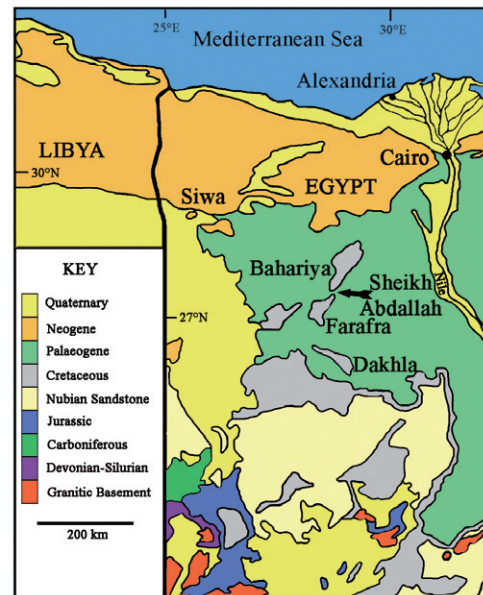 25°E
30°E
Mediterranean Sea
Alexandria
LIBYA
Cairo
30°N
Siwa
EGYPT
Nile
Bahariya
Sheikh
Abdallah
27°N
Farafra
Dakhla
KEY
Quaternary
Neogene
Palaeogene
Cretaceous
Nubian Sandstone
Jurassic
Carboniferous
Devonian-Silurian
Granitic Basement
200 km